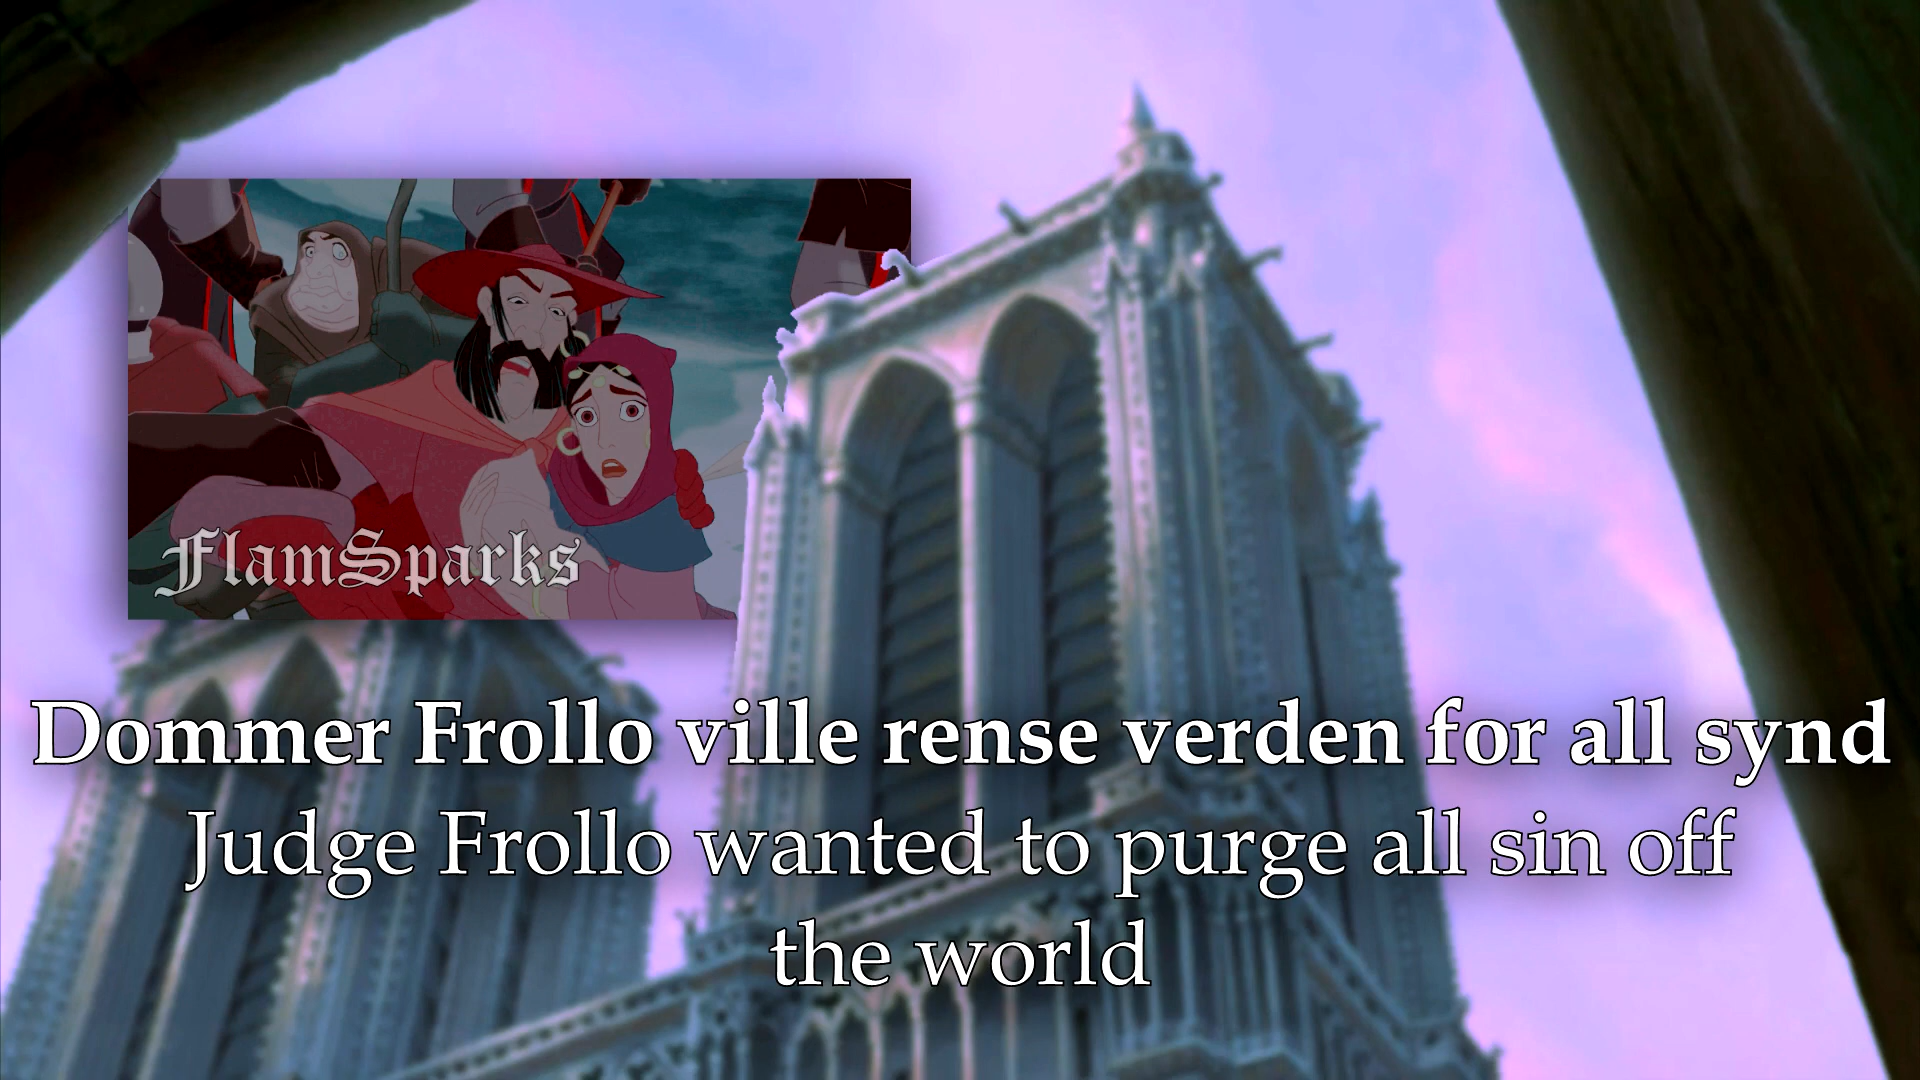 FlamSparks
Dommer Frollo ville rense verden for all synd
Judge Frollo wanted to purge all sin off
the world